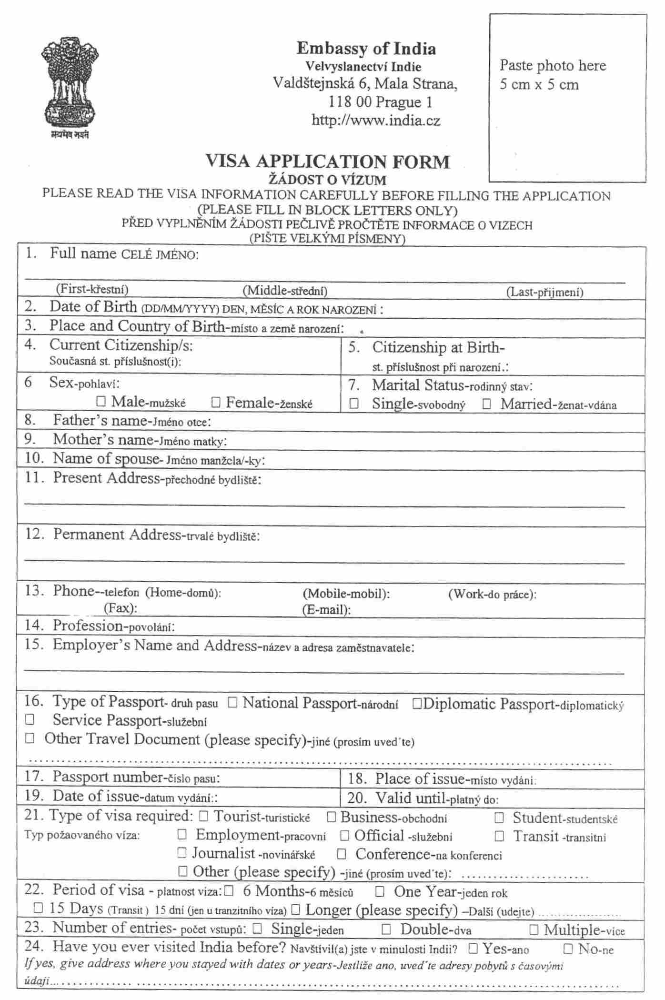 Embassy of India
Velvyslanectví Indie
Valdštejnská 6, Mala Strana,
118 00 Prague 1
http://www.india.cz
Paste photo here
5 cm x 5 cm
सत्यमेव जयते
VISA APPLICATION FORM
ŽÁDOST O VÍZUM
PLEASE READ THE VISA INFORMATION CAREFULLY BEFORE FILLING THE APPLICATION
(PLEASE FILL IN BLOCK LETTERS ONLY)
PŘED VYPLNĚNÍM ŽÁDOSTI PEČLIVĚ PROČTĚTE INFORMACE O VIZECH
(PIŠTE VELKÝMI PÍSMENY)
1. Full name CELÉ JMÉNO:
(First-křestní) (Middle-střední) (Last-přijmení)
2. Date of Birth (DD/MM/YYYY) DEN, MĚSÍC A ROK NAROZENÍ :
3. Place and Country of Birth-místo a země narození:
4. Current Citizenship/s: 5. Citizenship at Birth-
Současná st. příslušnost(i): st. příslušnost při narození.:
6 Sex-pohlaví: 7. Marital Status-rodinný stav:
☐ Male-mužské ☐ Female-ženské ☐ Single-svobodný ☐ Married-ženat-vdána
8. Father's name-Jméno otce:
9. Mother's name-Jméno matky:
10. Name of spouse- Jméno manžela/-ky:
11. Present Address-přechodné bydliště:
12. Permanent Address-trvalé bydliště:
13. Phone--telefon (Home-domů): (Mobile-mobil): (Work-do práce):
(Fax): (E-mail):
14. Profession-povolání:
15. Employer's Name and Address-název a adresa zaměstnavatele:
16. Type of Passport- druh pasu ☐ National Passport-národní ☐Diplomatic Passport-diplomatický
☐ Service Passport-služební
☐ Other Travel Document (please specify)-jiné (prosím uved´te)
17. Passport number-číslo pasu: 18. Place of issue-místo vydání:
19. Date of issue-datum vydání:: 20. Valid until-platný do:
21. Type of visa required: ☐ Tourist-turistické ☐ Business-obchodní ☐ Student-studentské
Typ požaovaného víza: ☐ Employment-pracovní ☐ Official -služební ☐ Transit -transitní
☐ Journalist -novinářské ☐ Conference-na konferenci
☐ Other (please specify) -jiné (prosím uved´te): ........................
22. Period of visa - platnost viza: ☐ 6 Months-6 měsíců ☐ One Year-jeden rok
☐ 15 Days (Transit ) 15 dní (jen u tranzitního víza) ☐ Longer (please specify) –Další (udejte) .....................
23. Number of entries- počet vstupů: ☐ Single-jeden ☐ Double-dva ☐ Multiple-více
24. Have you ever visited India before? Navštívil(a) jste v minulosti Indii? ☐ Yes-ano ☐ No-ne
If yes, give address where you stayed with dates or years-Jestliže ano, uved´te adresy pobytů s časovými
údaji...